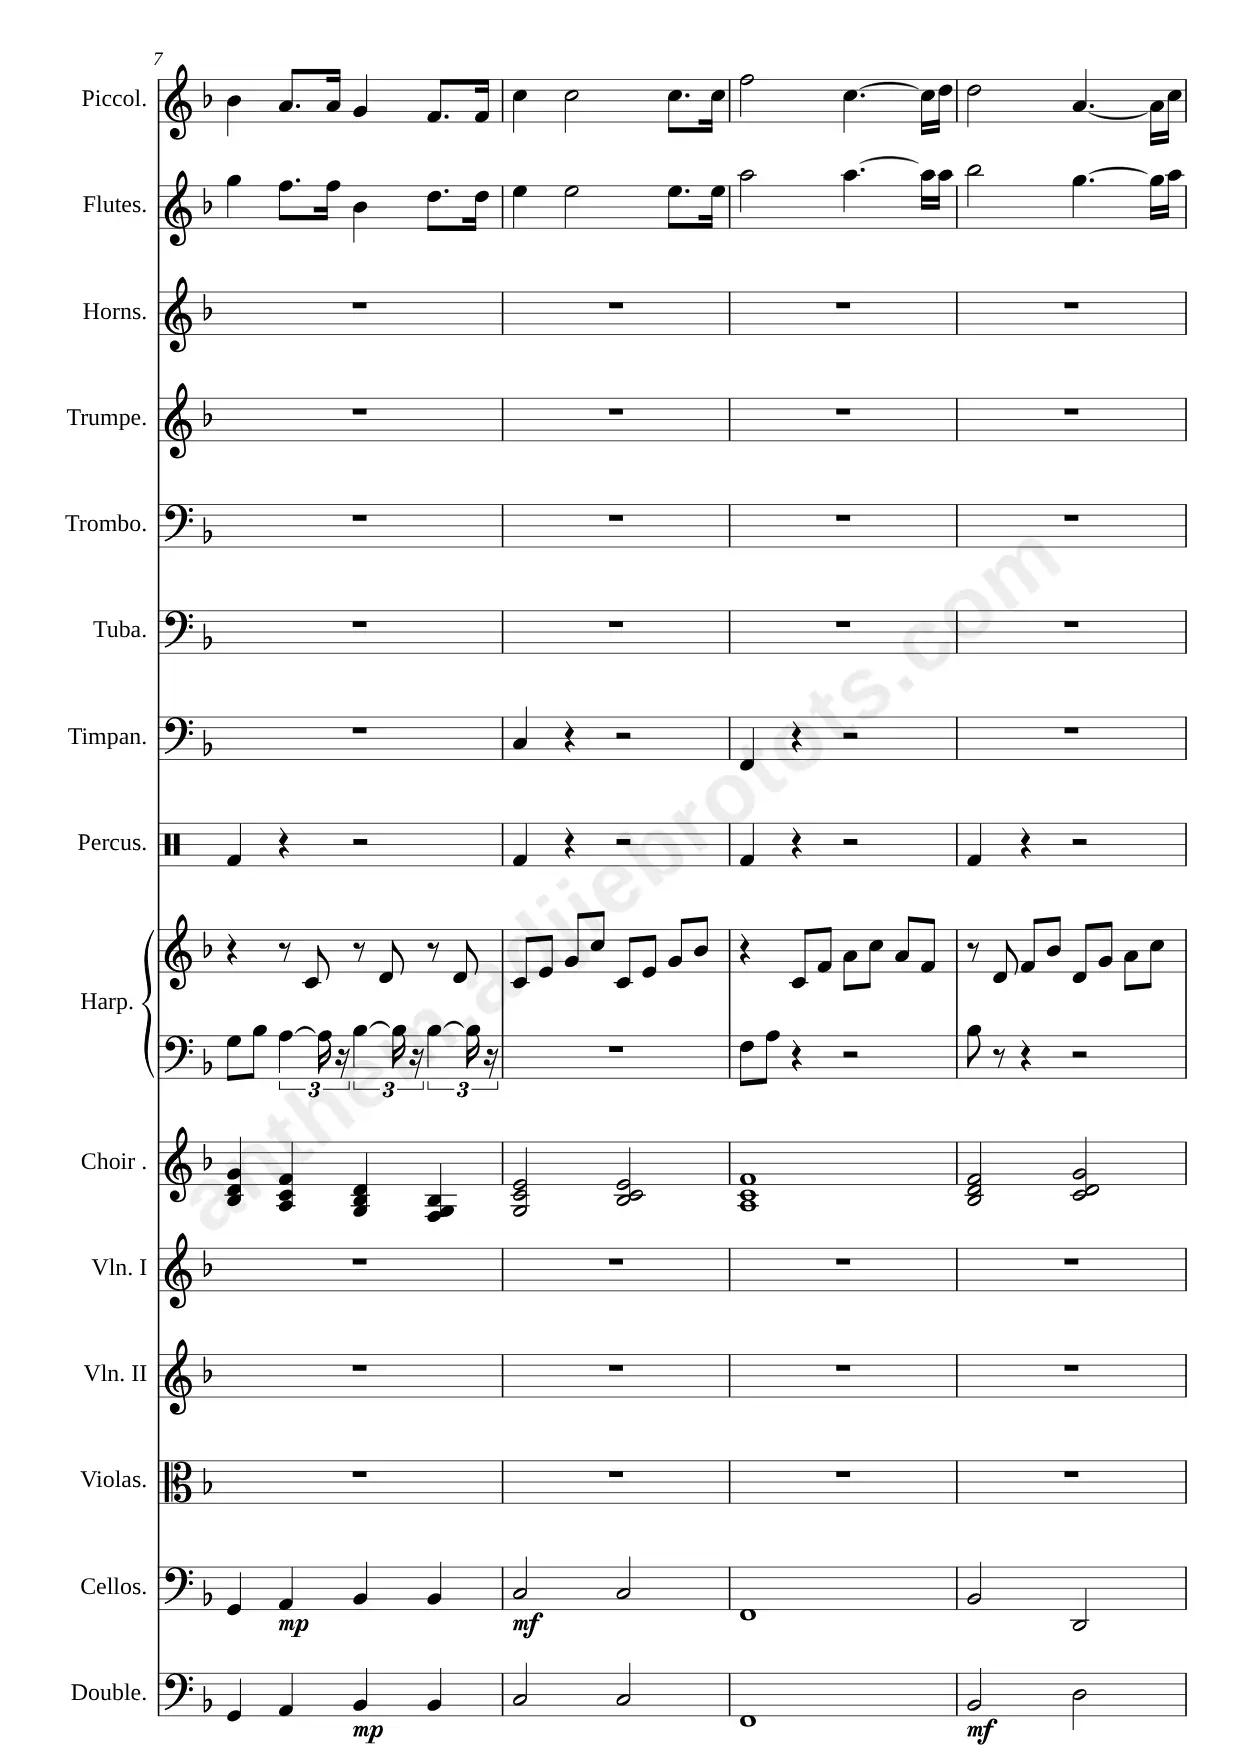 7
Piccol.
Flutes.
Horns.
Trumpe.
Trombo.
Tuba.
Timpan.
Percus.
Harp.
3 3 3
Choir .
Vln. I
Vln. II
Violas.
Cellos.
mp mf
Double.
mp mf
anthem.adjiebrotots.com